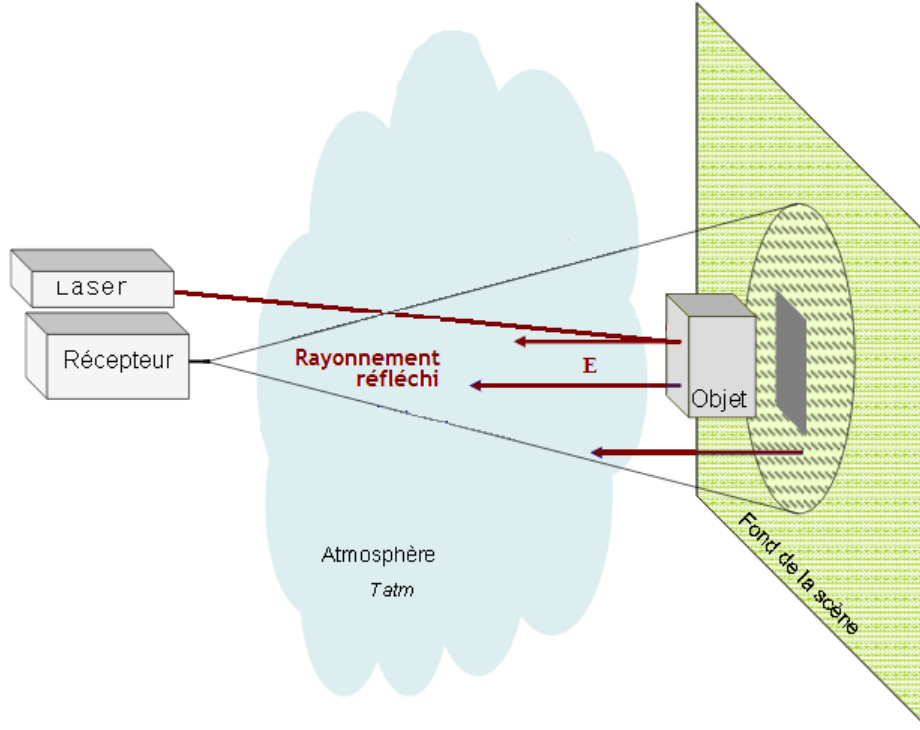 Laser
Récepteur
Rayonnement
réfléchi
E
Objet
Atmosphère
Tatm
Fond de la scène